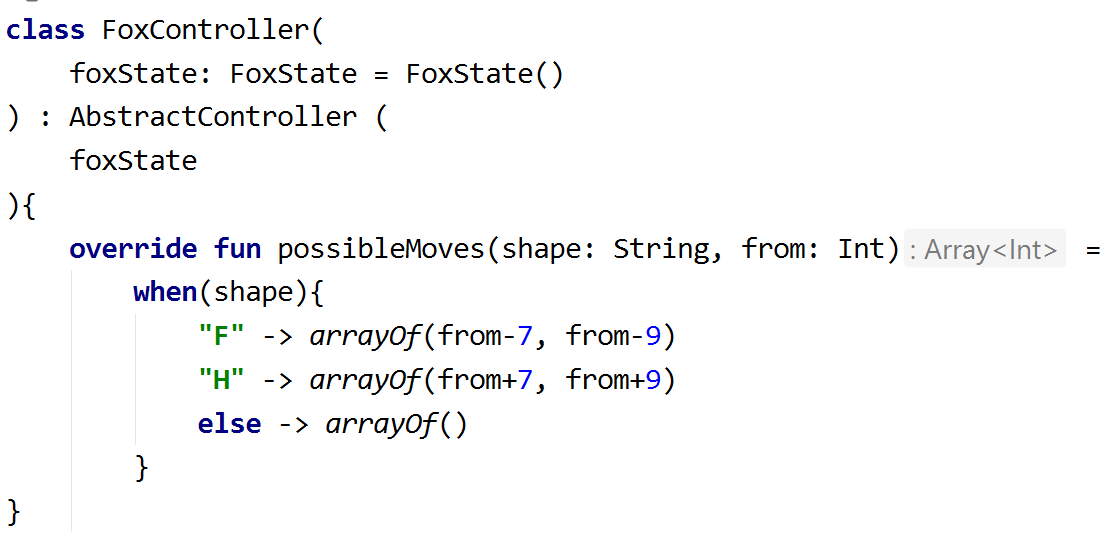 class FoxController(
    foxState: FoxState = FoxState()
) : AbstractController (
    foxState
){
    override fun possibleMoves(shape: String, from: Int) : Array<Int> =
        when(shape){
            "F" -> arrayOf(from-7, from-9)
            "H" -> arrayOf(from+7, from+9)
            else -> arrayOf()
        }
}